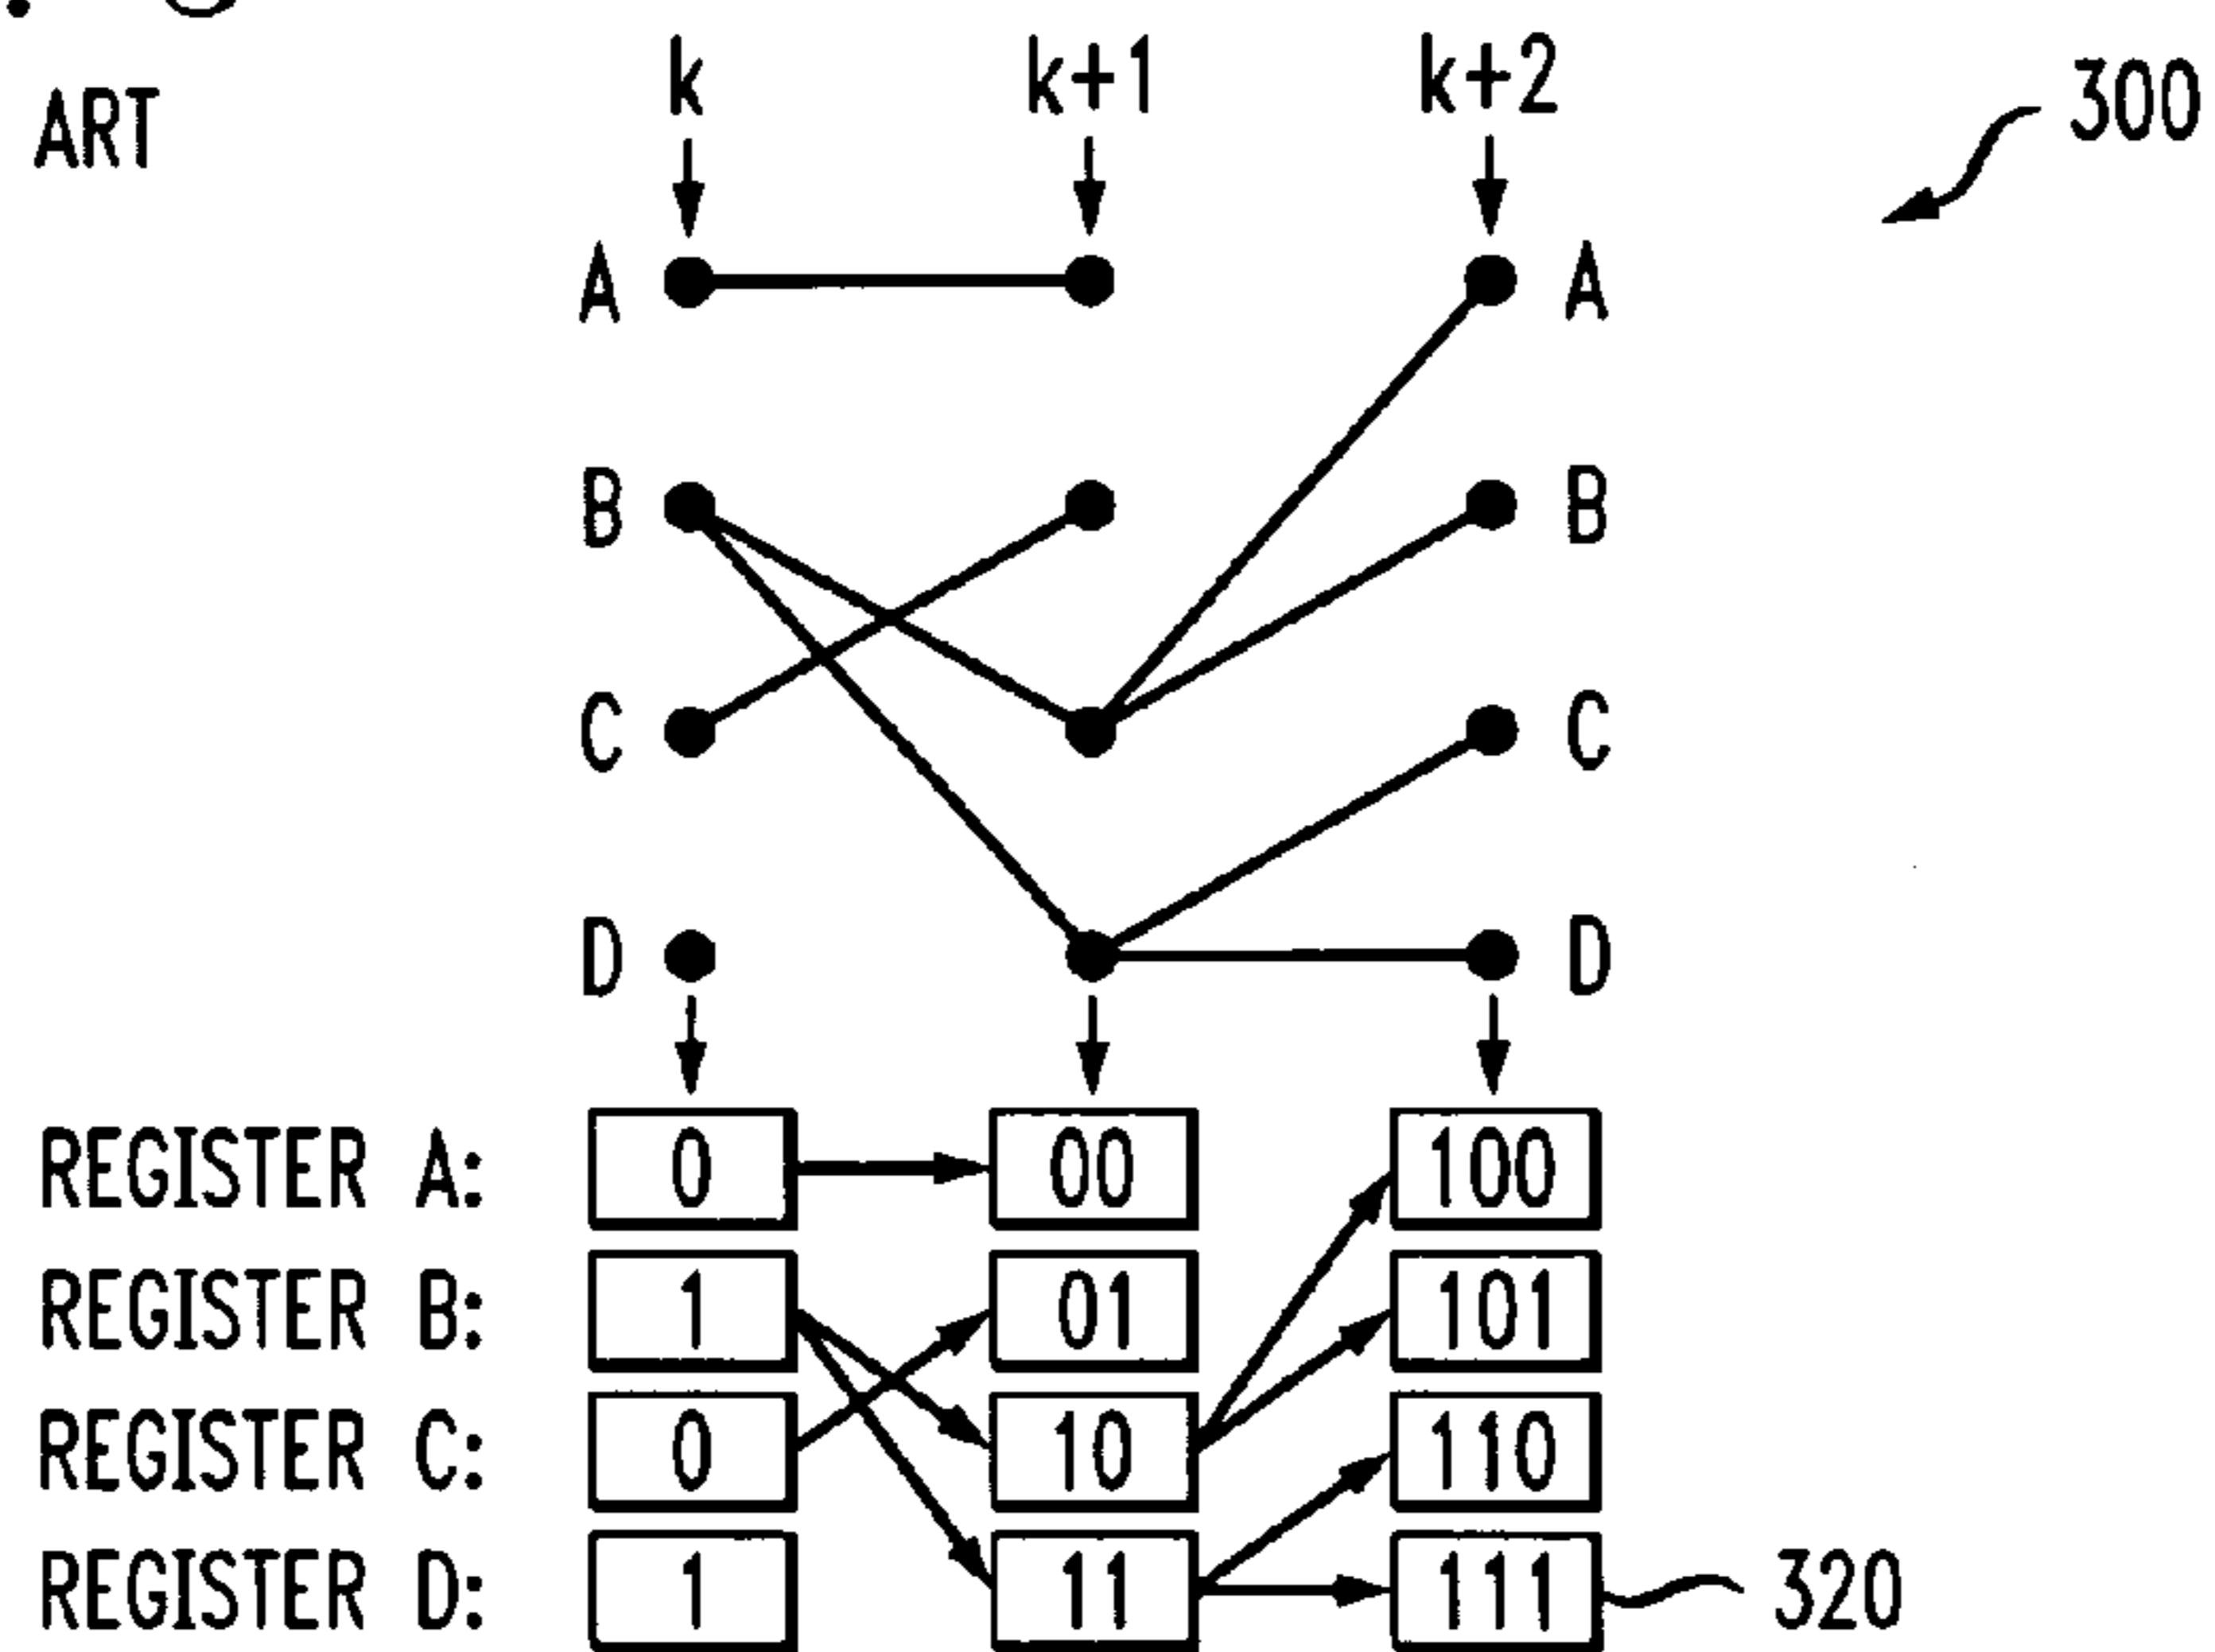 k k+1 k+2
ART 300
A A
B B
C C
D D
REGISTER A: 0 00 100
REGISTER B: 1 01 101
REGISTER C: 0 10 110
REGISTER D: 1 11 111 320